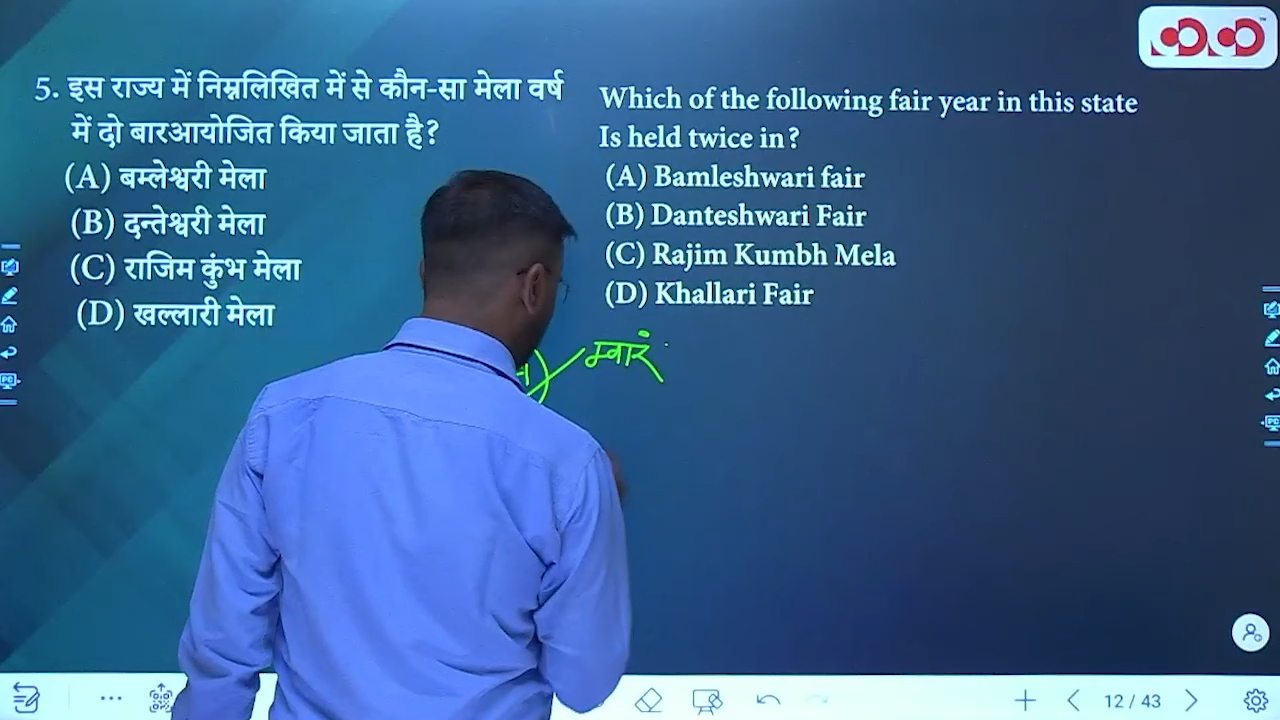 5. इस राज्य में निम्नलिखित में से कौन-सा मेला वर्ष
में दो बारआयोजित किया जाता है?
(A) बम्लेश्वरी मेला
(B) दन्तेश्वरी मेला
(C) राजिम कुंभ मेला
(D) खल्लारी मेला
Which of the following fair year in this state
Is held twice in?
(A) Bamleshwari fair
(B) Danteshwari Fair
(C) Rajim Kumbh Mela
(D) Khallari Fair
12 / 43